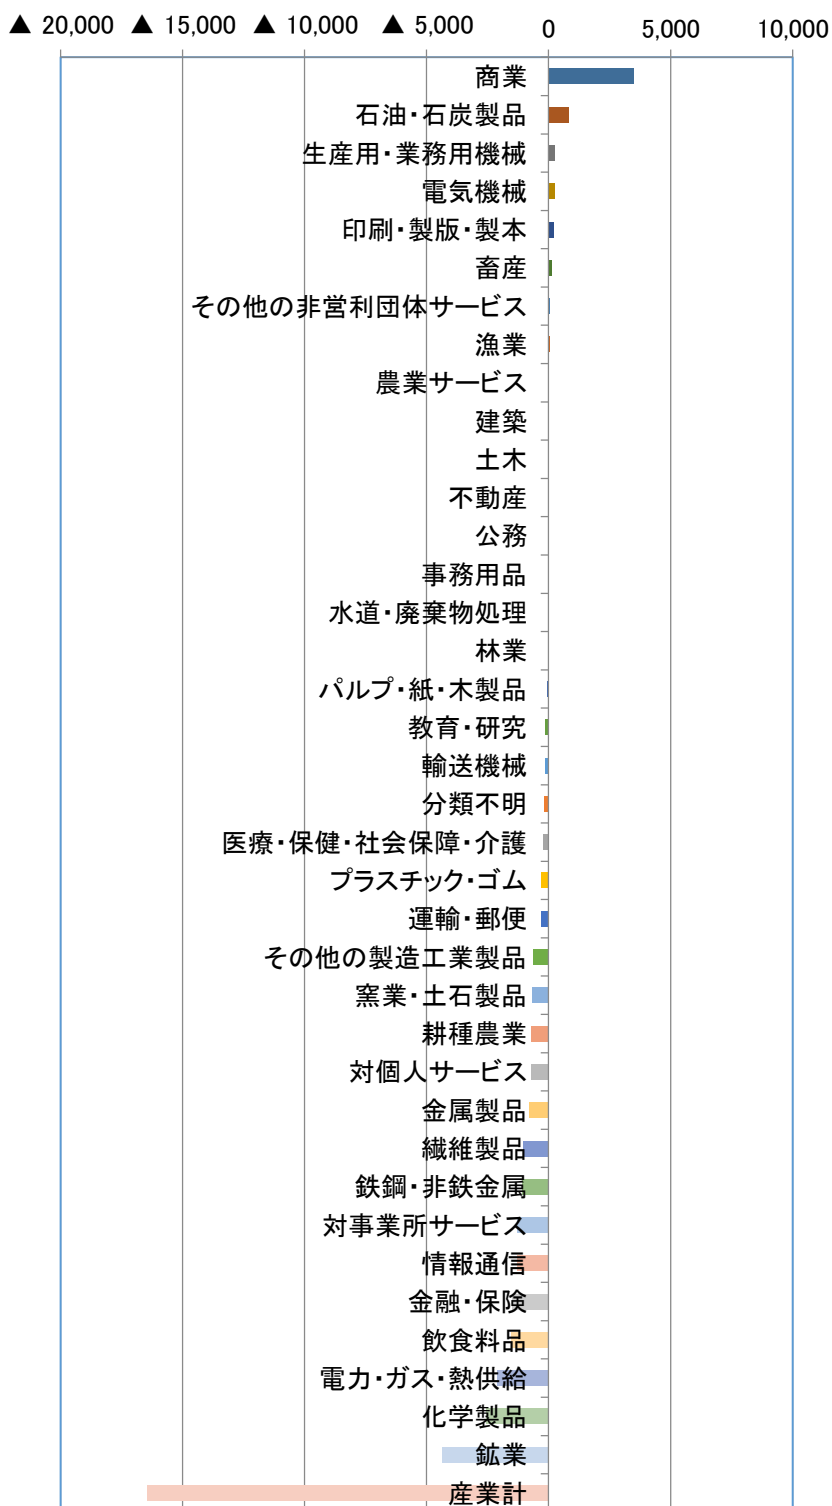 ▲ 20,000 ▲ 15,000 ▲ 10,000 ▲ 5,000 0 5,000 10,000
商業
石油・石炭製品
生産用・業務用機械
電気機械
印刷・製版・製本
畜産
その他の非営利団体サービス
漁業
農業サービス
建築
土木
不動産
公務
事務用品
水道・廃棄物処理
林業
パルプ・紙・木製品
教育・研究
輸送機械
分類不明
医療・保健・社会保障・介護
プラスチック・ゴム
運輸・郵便
その他の製造工業製品
窯業・土石製品
耕種農業
対個人サービス
金属製品
繊維製品
鉄鋼・非鉄金属
対事業所サービス
情報通信
金融・保険
飲食料品
電力・ガス・熱供給
化学製品
鉱業
産業計